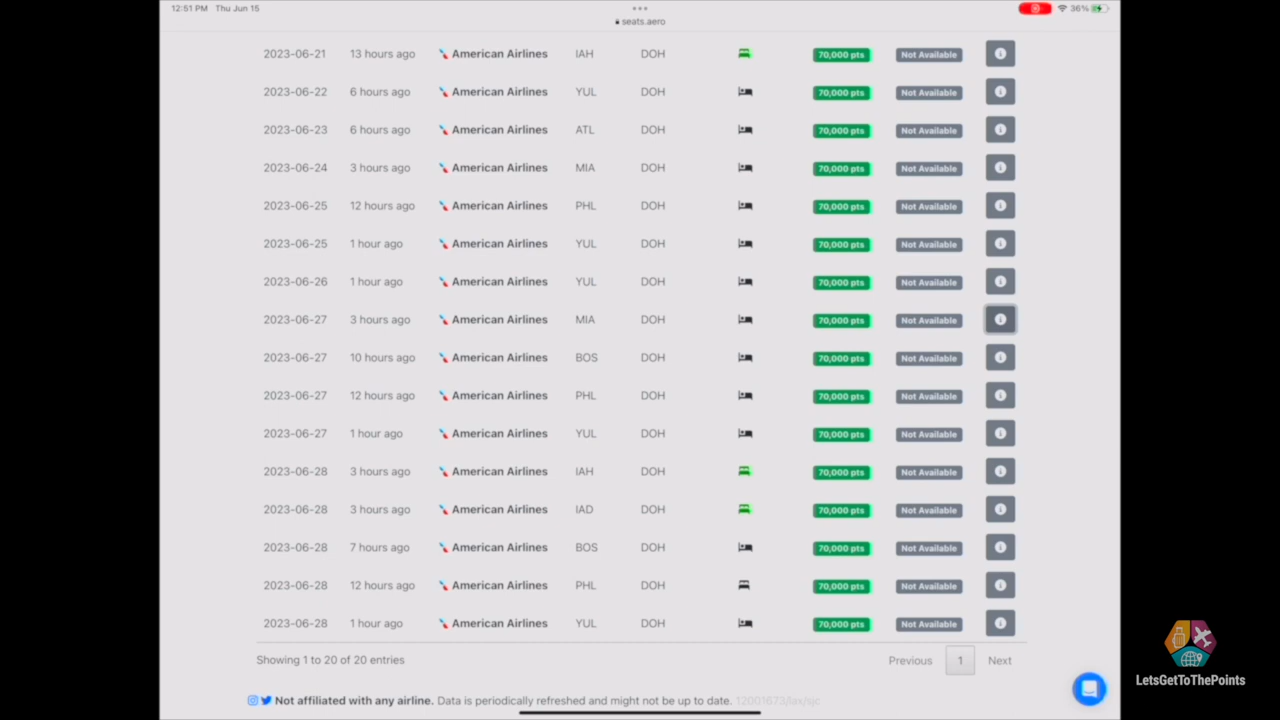 12:51 PM Thu Jun 15
36%
seats.aero
2023-06-21 13 hours ago American Airlines IAH DOH 70,000 pts Not Available
2023-06-22 6 hours ago American Airlines YUL DOH 70,000 pts Not Available
2023-06-23 6 hours ago American Airlines ATL DOH 70,000 pts Not Available
2023-06-24 3 hours ago American Airlines MIA DOH 70,000 pts Not Available
2023-06-25 12 hours ago American Airlines PHL DOH 70,000 pts Not Available
2023-06-25 1 hour ago American Airlines YUL DOH 70,000 pts Not Available
2023-06-26 1 hour ago American Airlines YUL DOH 70,000 pts Not Available
2023-06-27 3 hours ago American Airlines MIA DOH 70,000 pts Not Available
2023-06-27 10 hours ago American Airlines BOS DOH 70,000 pts Not Available
2023-06-27 12 hours ago American Airlines PHL DOH 70,000 pts Not Available
2023-06-27 1 hour ago American Airlines YUL DOH 70,000 pts Not Available
2023-06-28 3 hours ago American Airlines IAH DOH 70,000 pts Not Available
2023-06-28 3 hours ago American Airlines IAD DOH 70,000 pts Not Available
2023-06-28 7 hours ago American Airlines BOS DOH 70,000 pts Not Available
2023-06-28 12 hours ago American Airlines PHL DOH 70,000 pts Not Available
2023-06-28 1 hour ago American Airlines YUL DOH 70,000 pts Not Available
Showing 1 to 20 of 20 entries
Previous 1 Next
Not affiliated with any airline. Data is periodically refreshed and might not be up to date. 12001673/iax/sjc
LetsGetToThePoints